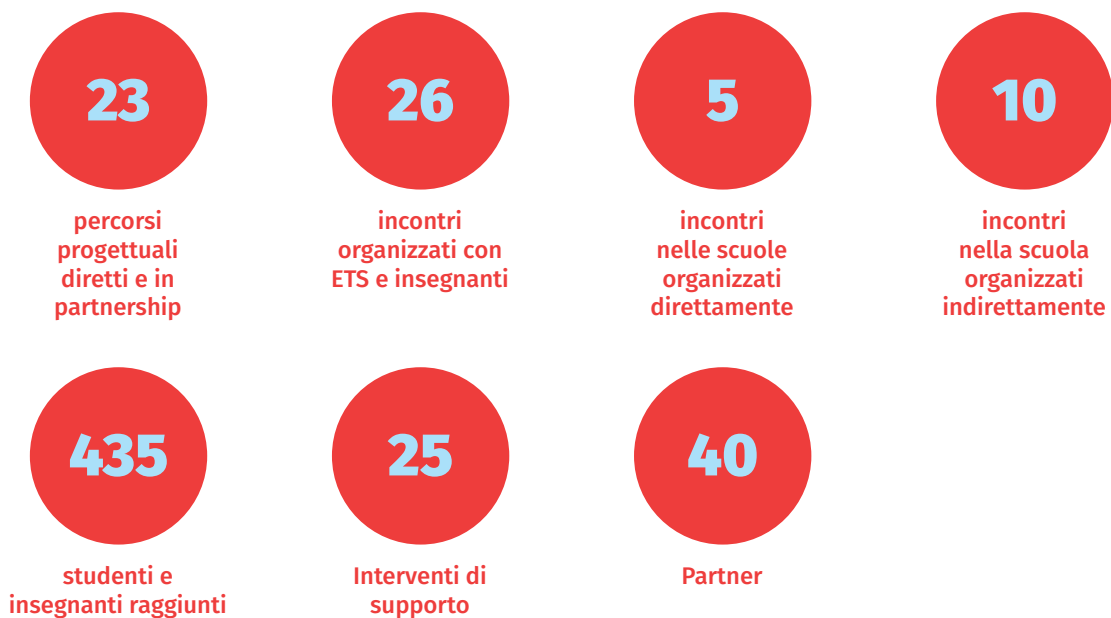 23
percorsi
progettuali
diretti e in
partnership
26
incontri
organizzati con
ETS e insegnanti
5
incontri
nelle scuole
organizzati
direttamente
10
incontri
nella scuola
organizzati
indirettamente
435
studenti e
insegnanti raggiunti
25
Interventi di
supporto
40
Partner